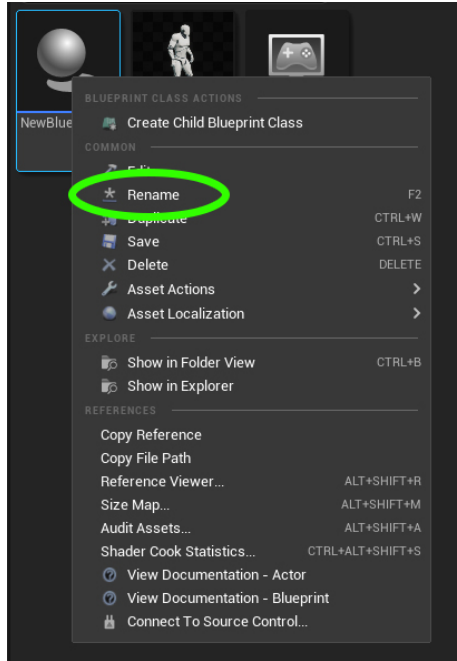 NewBlue
BLUEPRINT CLASS ACTIONS
Create Child Blueprint Class
COMMON
Edit
Rename F2
Duplicate CTRL+W
Save CTRL+S
Delete DELETE
Asset Actions
Asset Localization
EXPLORE
Show in Folder View CTRL+B
Show in Explorer
REFERENCES
Copy Reference
Copy File Path
Reference Viewer... ALT+SHIFT+R
Size Map... ALT+SHIFT+M
Audit Assets... ALT+SHIFT+A
Shader Cook Statistics... CTRL+ALT+SHIFT+S
View Documentation - Actor
View Documentation - Blueprint
Connect To Source Control...